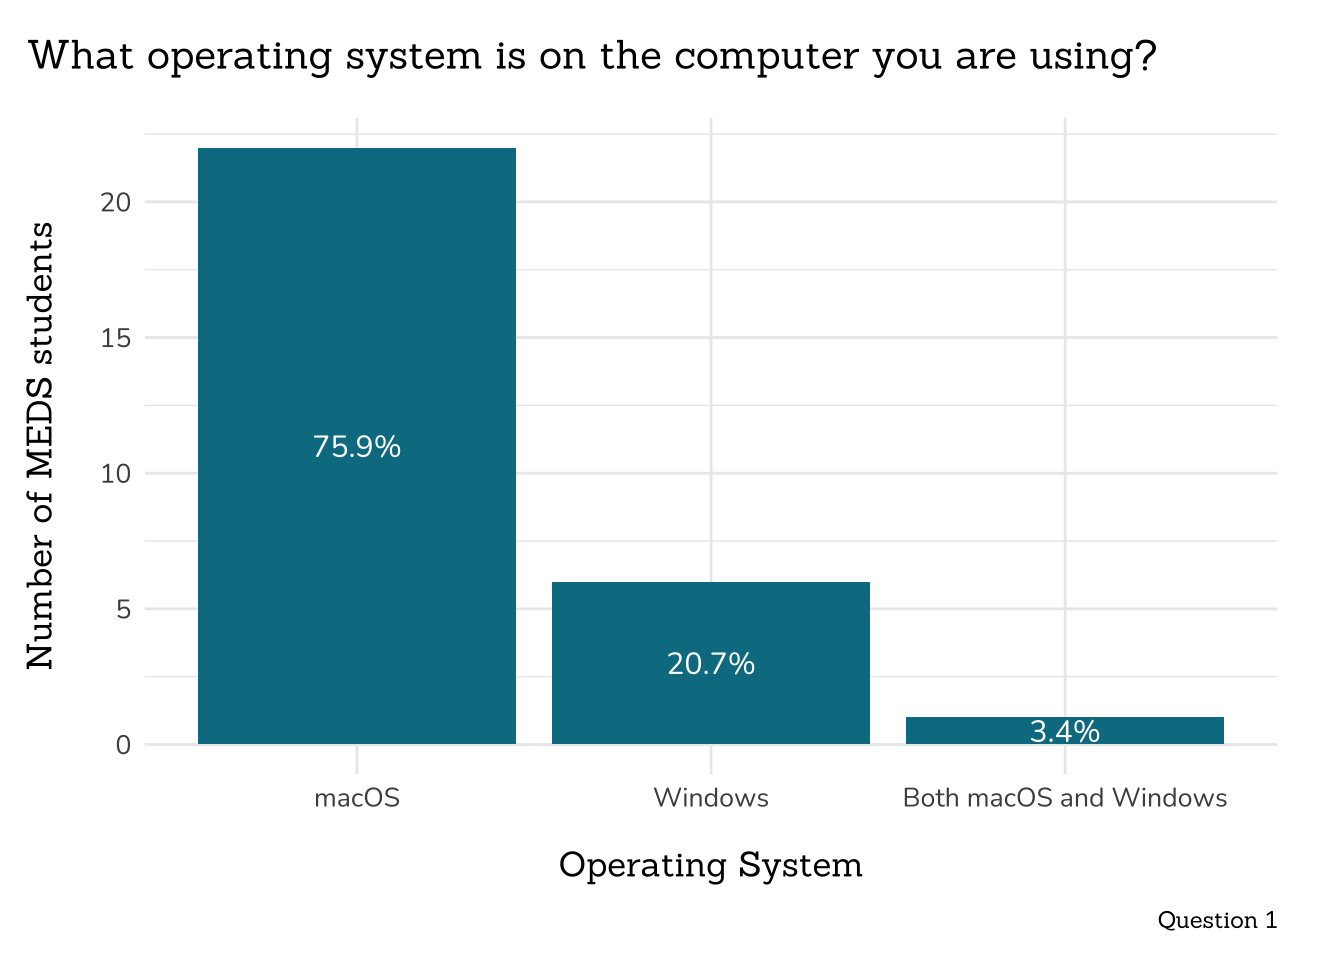 What operating system is on the computer you are using?
Number of MEDS students
20
15
10
5
0
75.9%
20.7%
3.4%
macOS
Windows
Both macOS and Windows
Operating System
Question 1